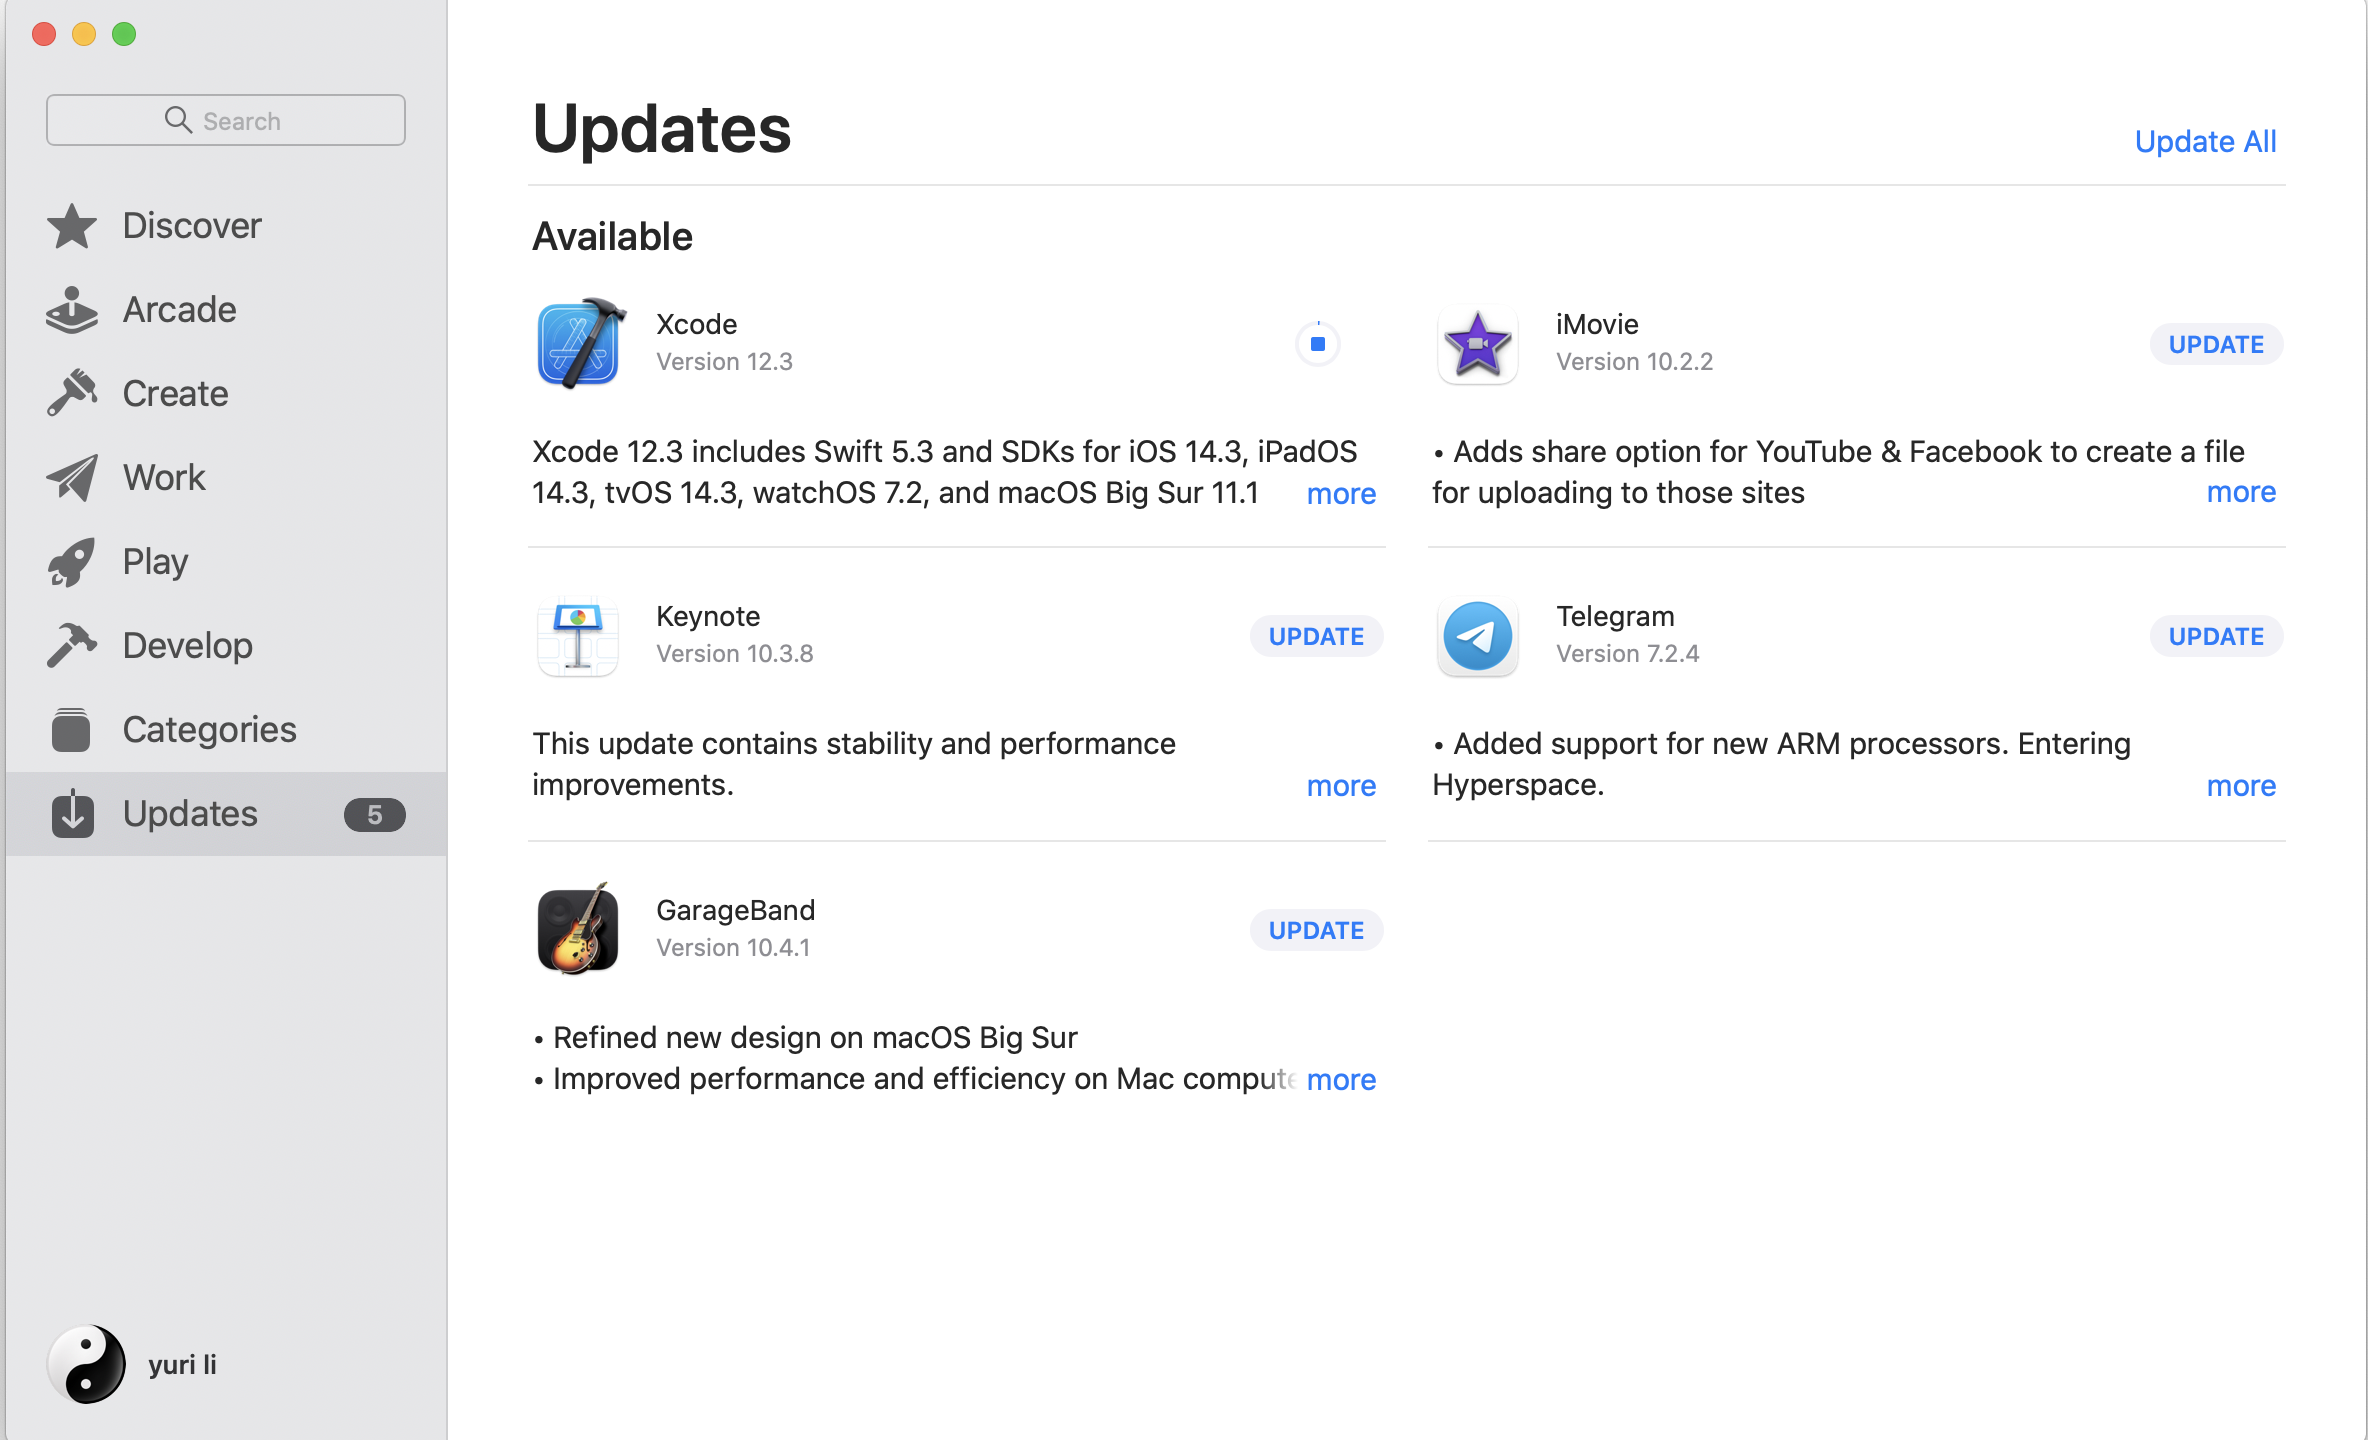 Search
Discover
Arcade
Create
Work
Play
Develop
Categories
Updates 5
yuri li
Updates
Update All
Available
Xcode
Version 12.3
Xcode 12.3 includes Swift 5.3 and SDKs for iOS 14.3, iPadOS
14.3, tvOS 14.3, watchOS 7.2, and macOS Big Sur 11.1 more
iMovie
Version 10.2.2
UPDATE
• Adds share option for YouTube & Facebook to create a file
for uploading to those sites more
Keynote
Version 10.3.8
UPDATE
This update contains stability and performance
improvements. more
Telegram
Version 7.2.4
UPDATE
• Added support for new ARM processors. Entering
Hyperspace. more
GarageBand
Version 10.4.1
UPDATE
• Refined new design on macOS Big Sur
• Improved performance and efficiency on Mac compute more